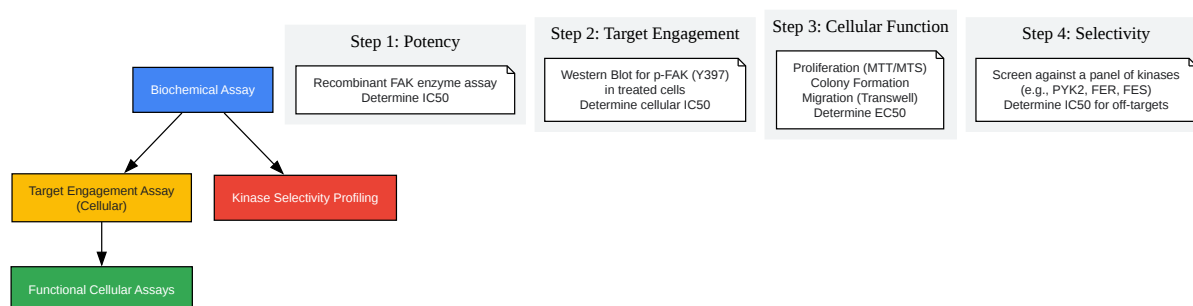 Step 1: Potency
Recombinant FAK enzyme assay
Determine IC50
Step 2: Target Engagement
Western Blot for p-FAK (Y397)
in treated cells
Determine cellular IC50
Step 3: Cellular Function
Proliferation (MTT/MTS)
Colony Formation
Migration (Transwell)
Determine EC50
Step 4: Selectivity
Screen against a panel of kinases
(e.g., PYK2, FER, FES)
Determine IC50 for off-targets
Biochemical Assay
Target Engagement Assay
(Cellular)
Kinase Selectivity Profiling
Functional Cellular Assays